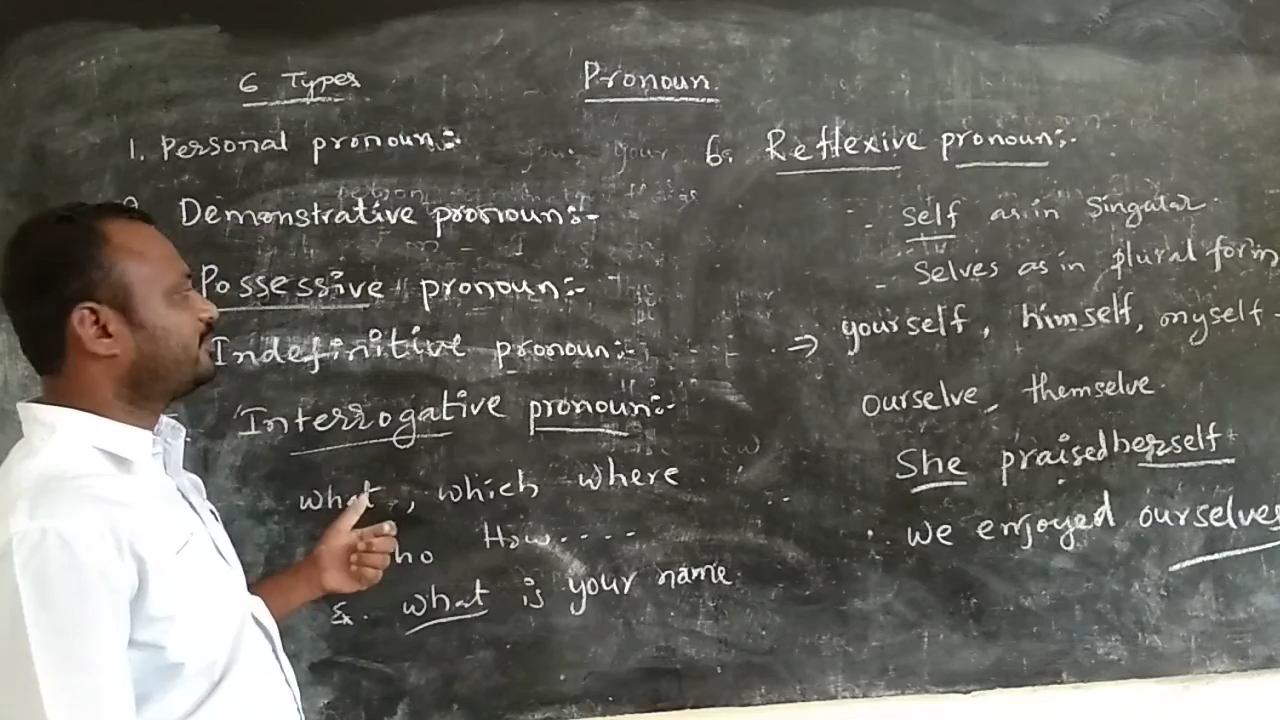 Pronoun
6 Types
1. Personal pronoun:-
Demonstrative pronoun:-
Possessive pronoun:-
Indefinitive pronoun:-
Interrogative pronoun:-
what, which where
ho How....
Ex. what is your name
6. Reflexive pronoun:-
- Self as in Singular.
- Selves as in plural form
⇒ yourself, himself, myself -
ourselve, themselve.
She praised herself
We enjoyed ourselves